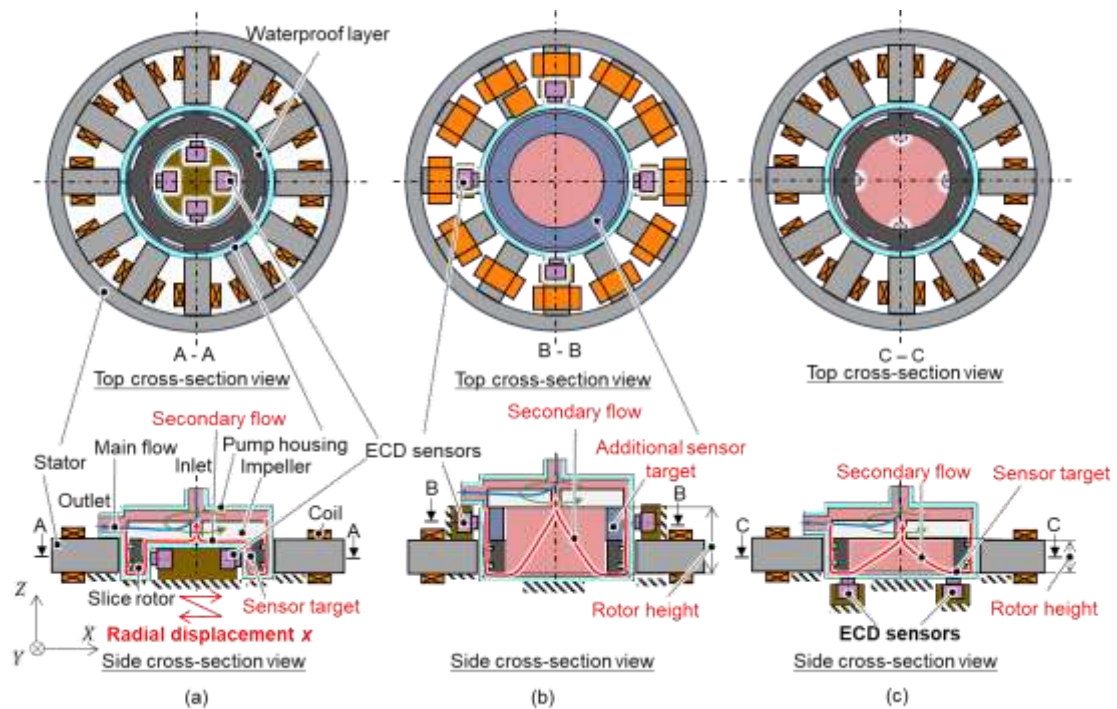 Waterproof layer
A - A
B - B
C – C
Top cross-section view
Top cross-section view
Top cross-section view
Secondary flow
Main flow
Pump housing
Stator
Inlet
Impeller
ECD sensors
Outlet
Coil
A
A
Slice rotor
Sensor target
Z
X
Y
Radial displacement x
Side cross-section view
(a)
Secondary flow
Additional sensor
target
B
B
Rotor height
Side cross-section view
(b)
Secondary flow
Sensor target
C
C
Rotor height
ECD sensors
Side cross-section view
(c)